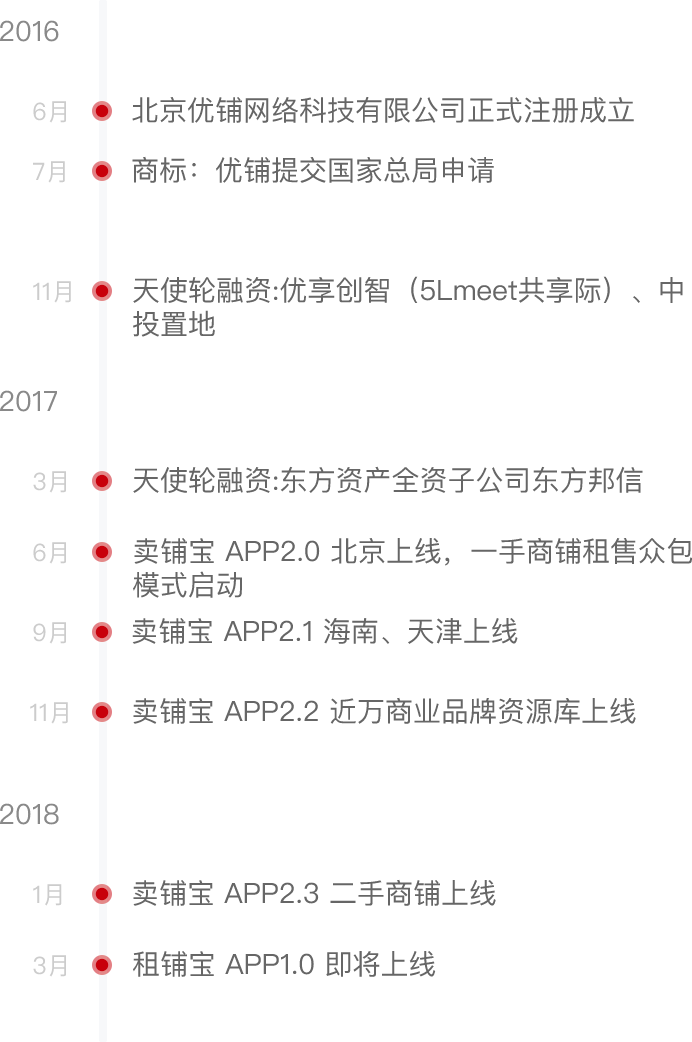 2016
6月 北京优铺网络科技有限公司正式注册成立
7月 商标：优铺提交国家总局申请
11月 天使轮融资:优享创智（5Lmeet共享际）、中
投置地
2017
3月 天使轮融资:东方资产全资子公司东方邦信
6月 卖铺宝 APP2.0 北京上线，一手商铺租售众包
模式启动
9月 卖铺宝 APP2.1 海南、天津上线
11月 卖铺宝 APP2.2 近万商业品牌资源库上线
2018
1月 卖铺宝 APP2.3 二手商铺上线
3月 租铺宝 APP1.0 即将上线